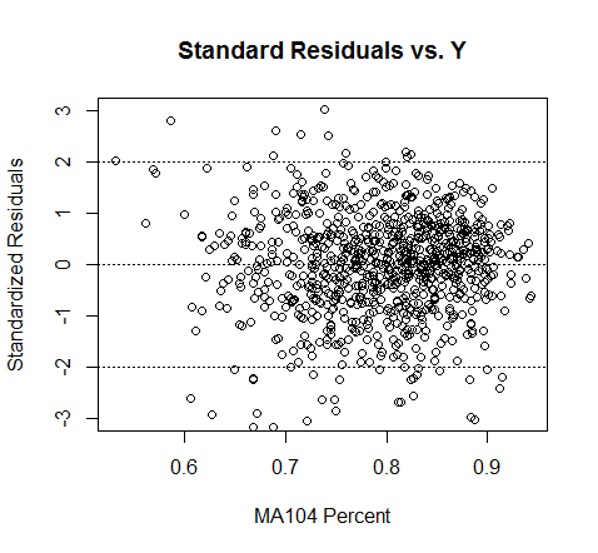 Standard Residuals vs. Y
3
2
1
0
-1
-2
-3
Standardized Residuals
0.6 0.7 0.8 0.9
MA104 Percent